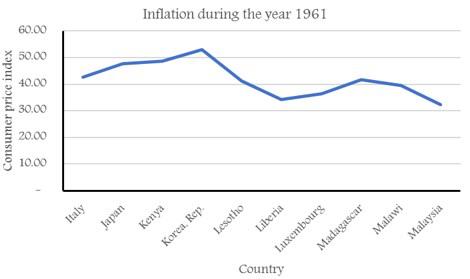 Inflation during the year 1961
Consumer price index
60.00
50.00
40.00
30.00
20.00
10.00
-
Italy
Japan
Kenya
Korea, Rep.
Lesotho
Liberia
Luxembourg
Madagascar
Malawi
Malaysia
Country